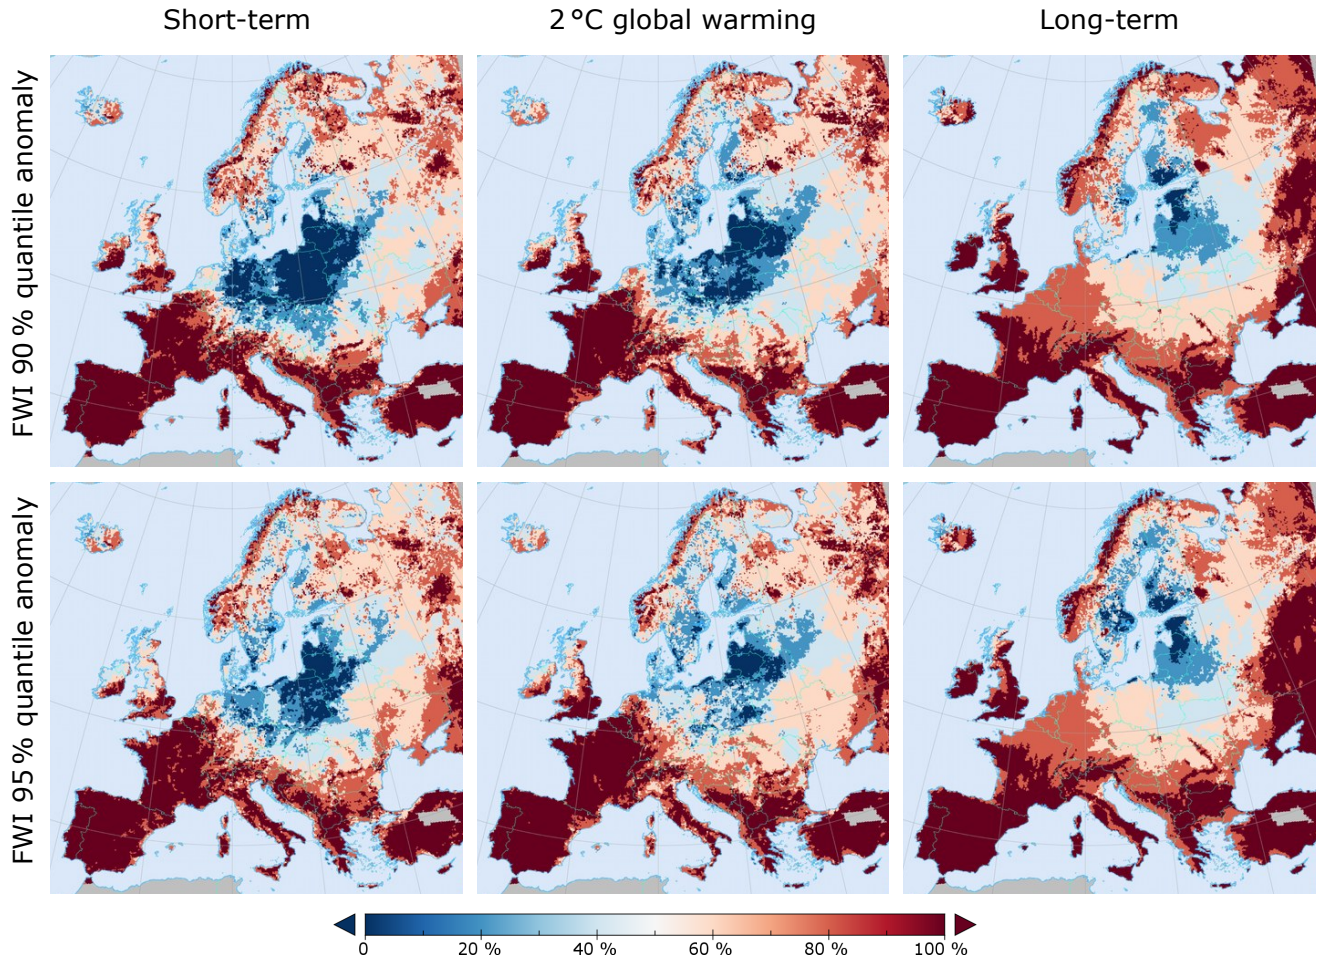 Short-term
2 °C global warming
Long-term
FWI 90 % quantile anomaly
FWI 95 % quantile anomaly
0 20 % 40 % 60 % 80 % 100 %